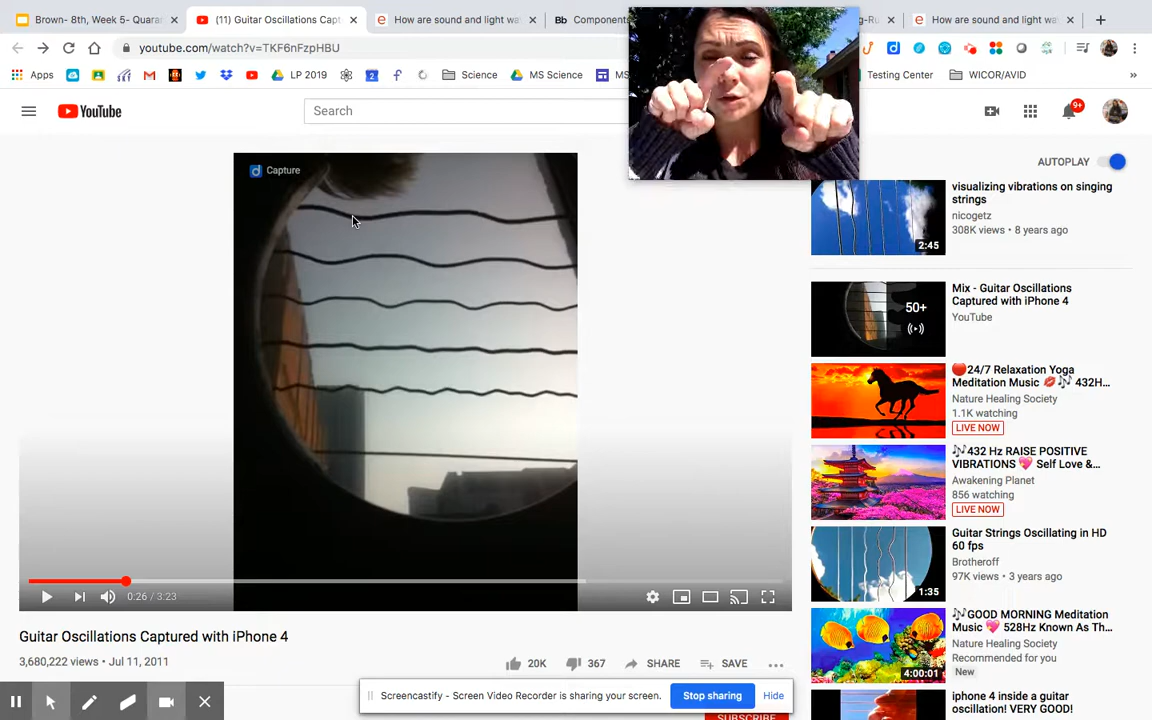 Brown- 8th, Week 5- Quara
(11) Guitar Oscillations Cap
How are sound and light wa
Bb Components
g-Ru
How are sound and light wa
youtube.com/watch?v=TKF6nFzpHBU
Apps
LP 2019
Science
MS Science
MS
Testing Center
WICOR/AVID
YouTube
Search
9+
AUTOPLAY
Capture
visualizing vibrations on singing
strings
nicogetz
308K views • 8 years ago
2:45
Mix - Guitar Oscillations
Captured with iPhone 4
YouTube
50+
24/7 Relaxation Yoga
Meditation Music 💋🎶 432H...
Nature Healing Society
1.1K watching
LIVE NOW
🎶432 Hz RAISE POSITIVE
VIBRATIONS 💖 Self Love &...
Awakening Planet
856 watching
LIVE NOW
Guitar Strings Oscillating in HD
60 fps
Brotheroff
97K views • 3 years ago
1:35
🎶GOOD MORNING Meditation
Music 💖 528Hz Known As Th...
Nature Healing Society
Recommended for you
New
4:00:01
iphone 4 inside a guitar
oscillation! VERY GOOD!
0:26 / 3:23
Guitar Oscillations Captured with iPhone 4
3,680,222 views • Jul 11, 2011
20K
367
SHARE
SAVE
Screencastify - Screen Video Recorder is sharing your screen.
Stop sharing
Hide
SUBSCRIBE